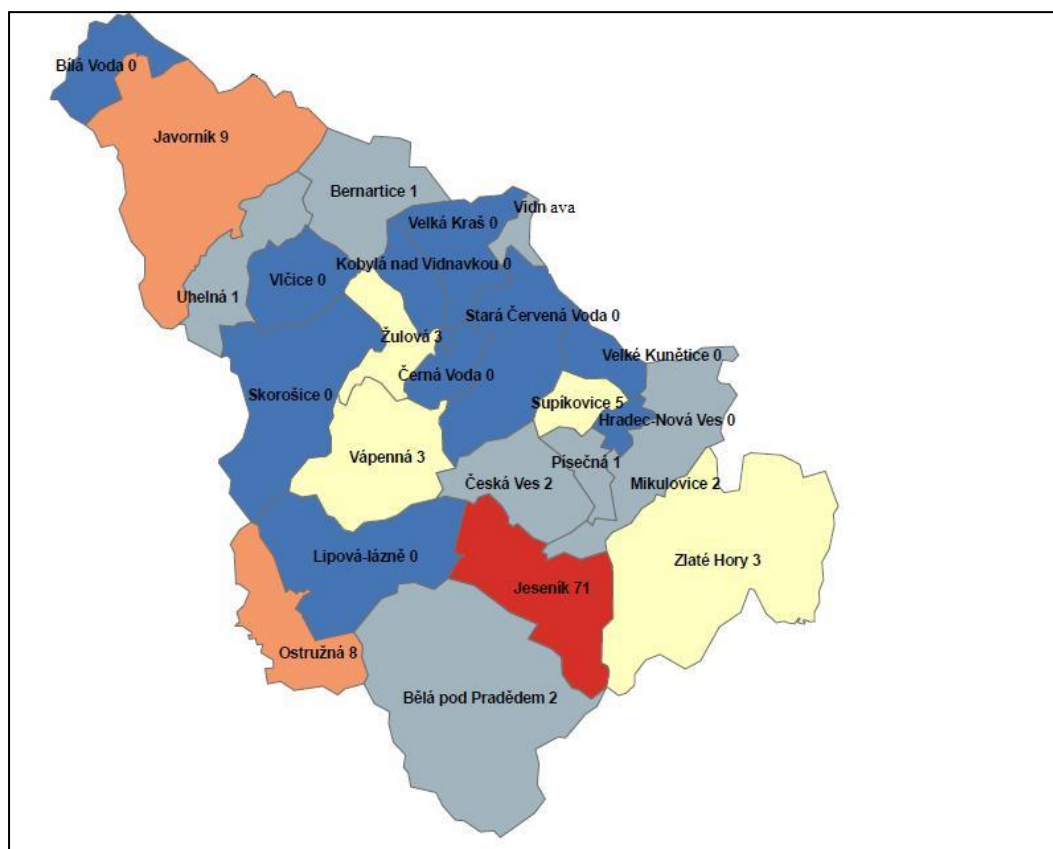 Bílá Voda 0
Javorník 9
Bernartice 1
Vidn ava
Velká Kraš 0
Kobylá nad Vidnavkou 0
Vlčice 0
Uhelná 1
Stará Červená Voda 0
Žulová 3
Velké Kunětice 0
Černá Voda 0
Skorošice 0
Supíkovice 5
Hradec-Nová Ves 0
Vápenná 3
Písečná 1
Česká Ves 2
Mikulovice 2
Lipová-lázně 0
Zlaté Hory 3
Jeseník 71
Ostružná 8
Bělá pod Pradědem 2